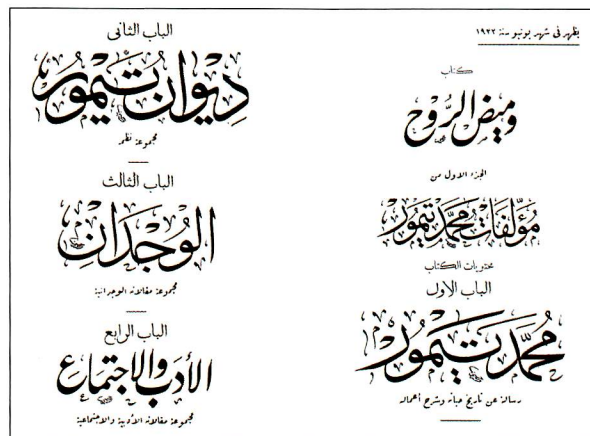 يظهر في شهر يونيو سنة ١٩٢٢
كتاب
وميض الروح
الجزء الاول من
مؤلفات محمد تيمور
محتويات الكتاب
الباب الاول
محمد تيمور
رسالة عن تاريخ حياته وشرح أعماله
الباب الثانى
ديوان تيمور
مجموعة نظمه
الباب الثالث
الوجدان
مجموعة مقالاته الوجدانية
الباب الرابع
الأدب والاجتماع
مجموعة مقالاته الأدبية والاجتماعية